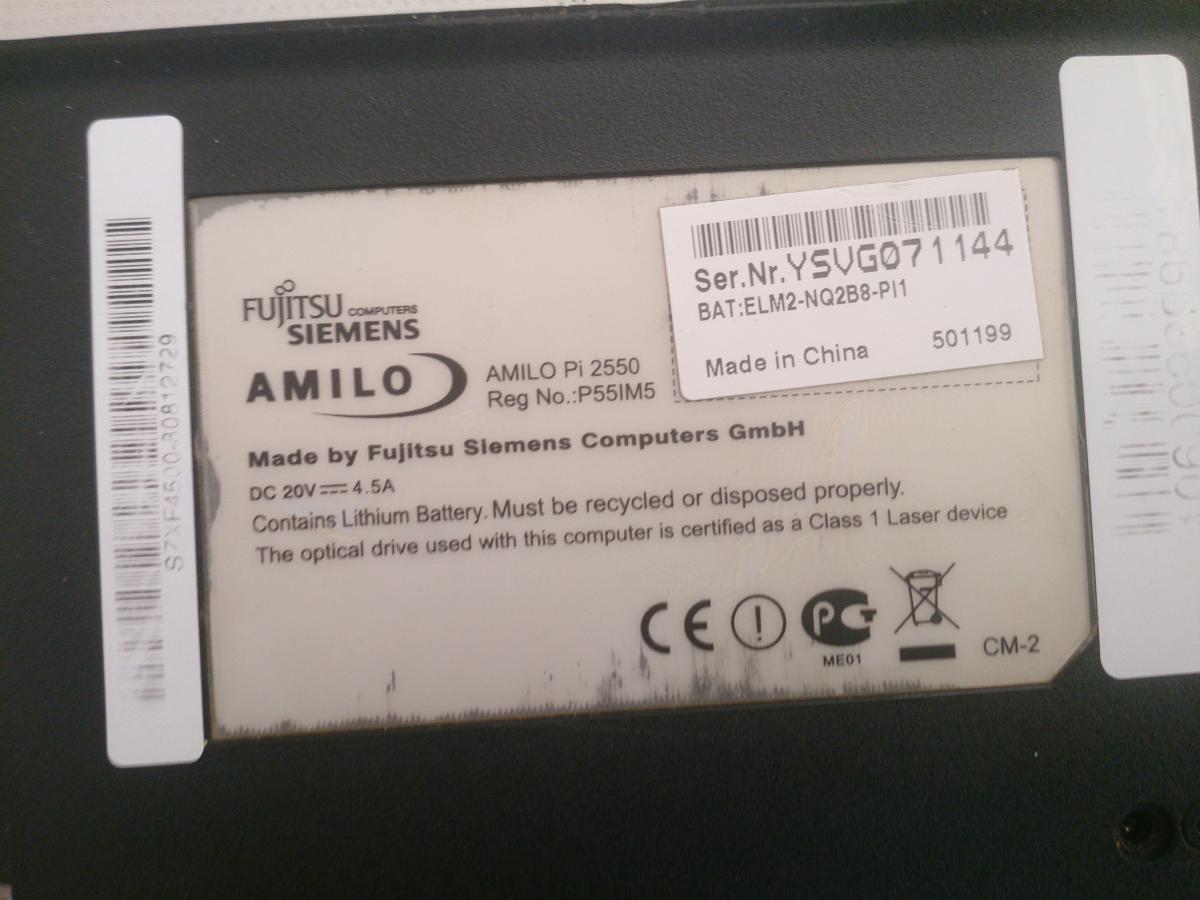 S7XF4500-80812729
FUJITSU COMPUTERS
SIEMENS
AMILO
AMILO Pi 2550
Reg No.:P55IM5
Ser.Nr.YSVG071144
BAT:ELM2-NQ2B8-PI1
Made in China 501199
Made by Fujitsu Siemens Computers GmbH
DC 20V 4.5A
Contains Lithium Battery. Must be recycled or disposed properly.
The optical drive used with this computer is certified as a Class 1 Laser device
CE
ME01
CM-2